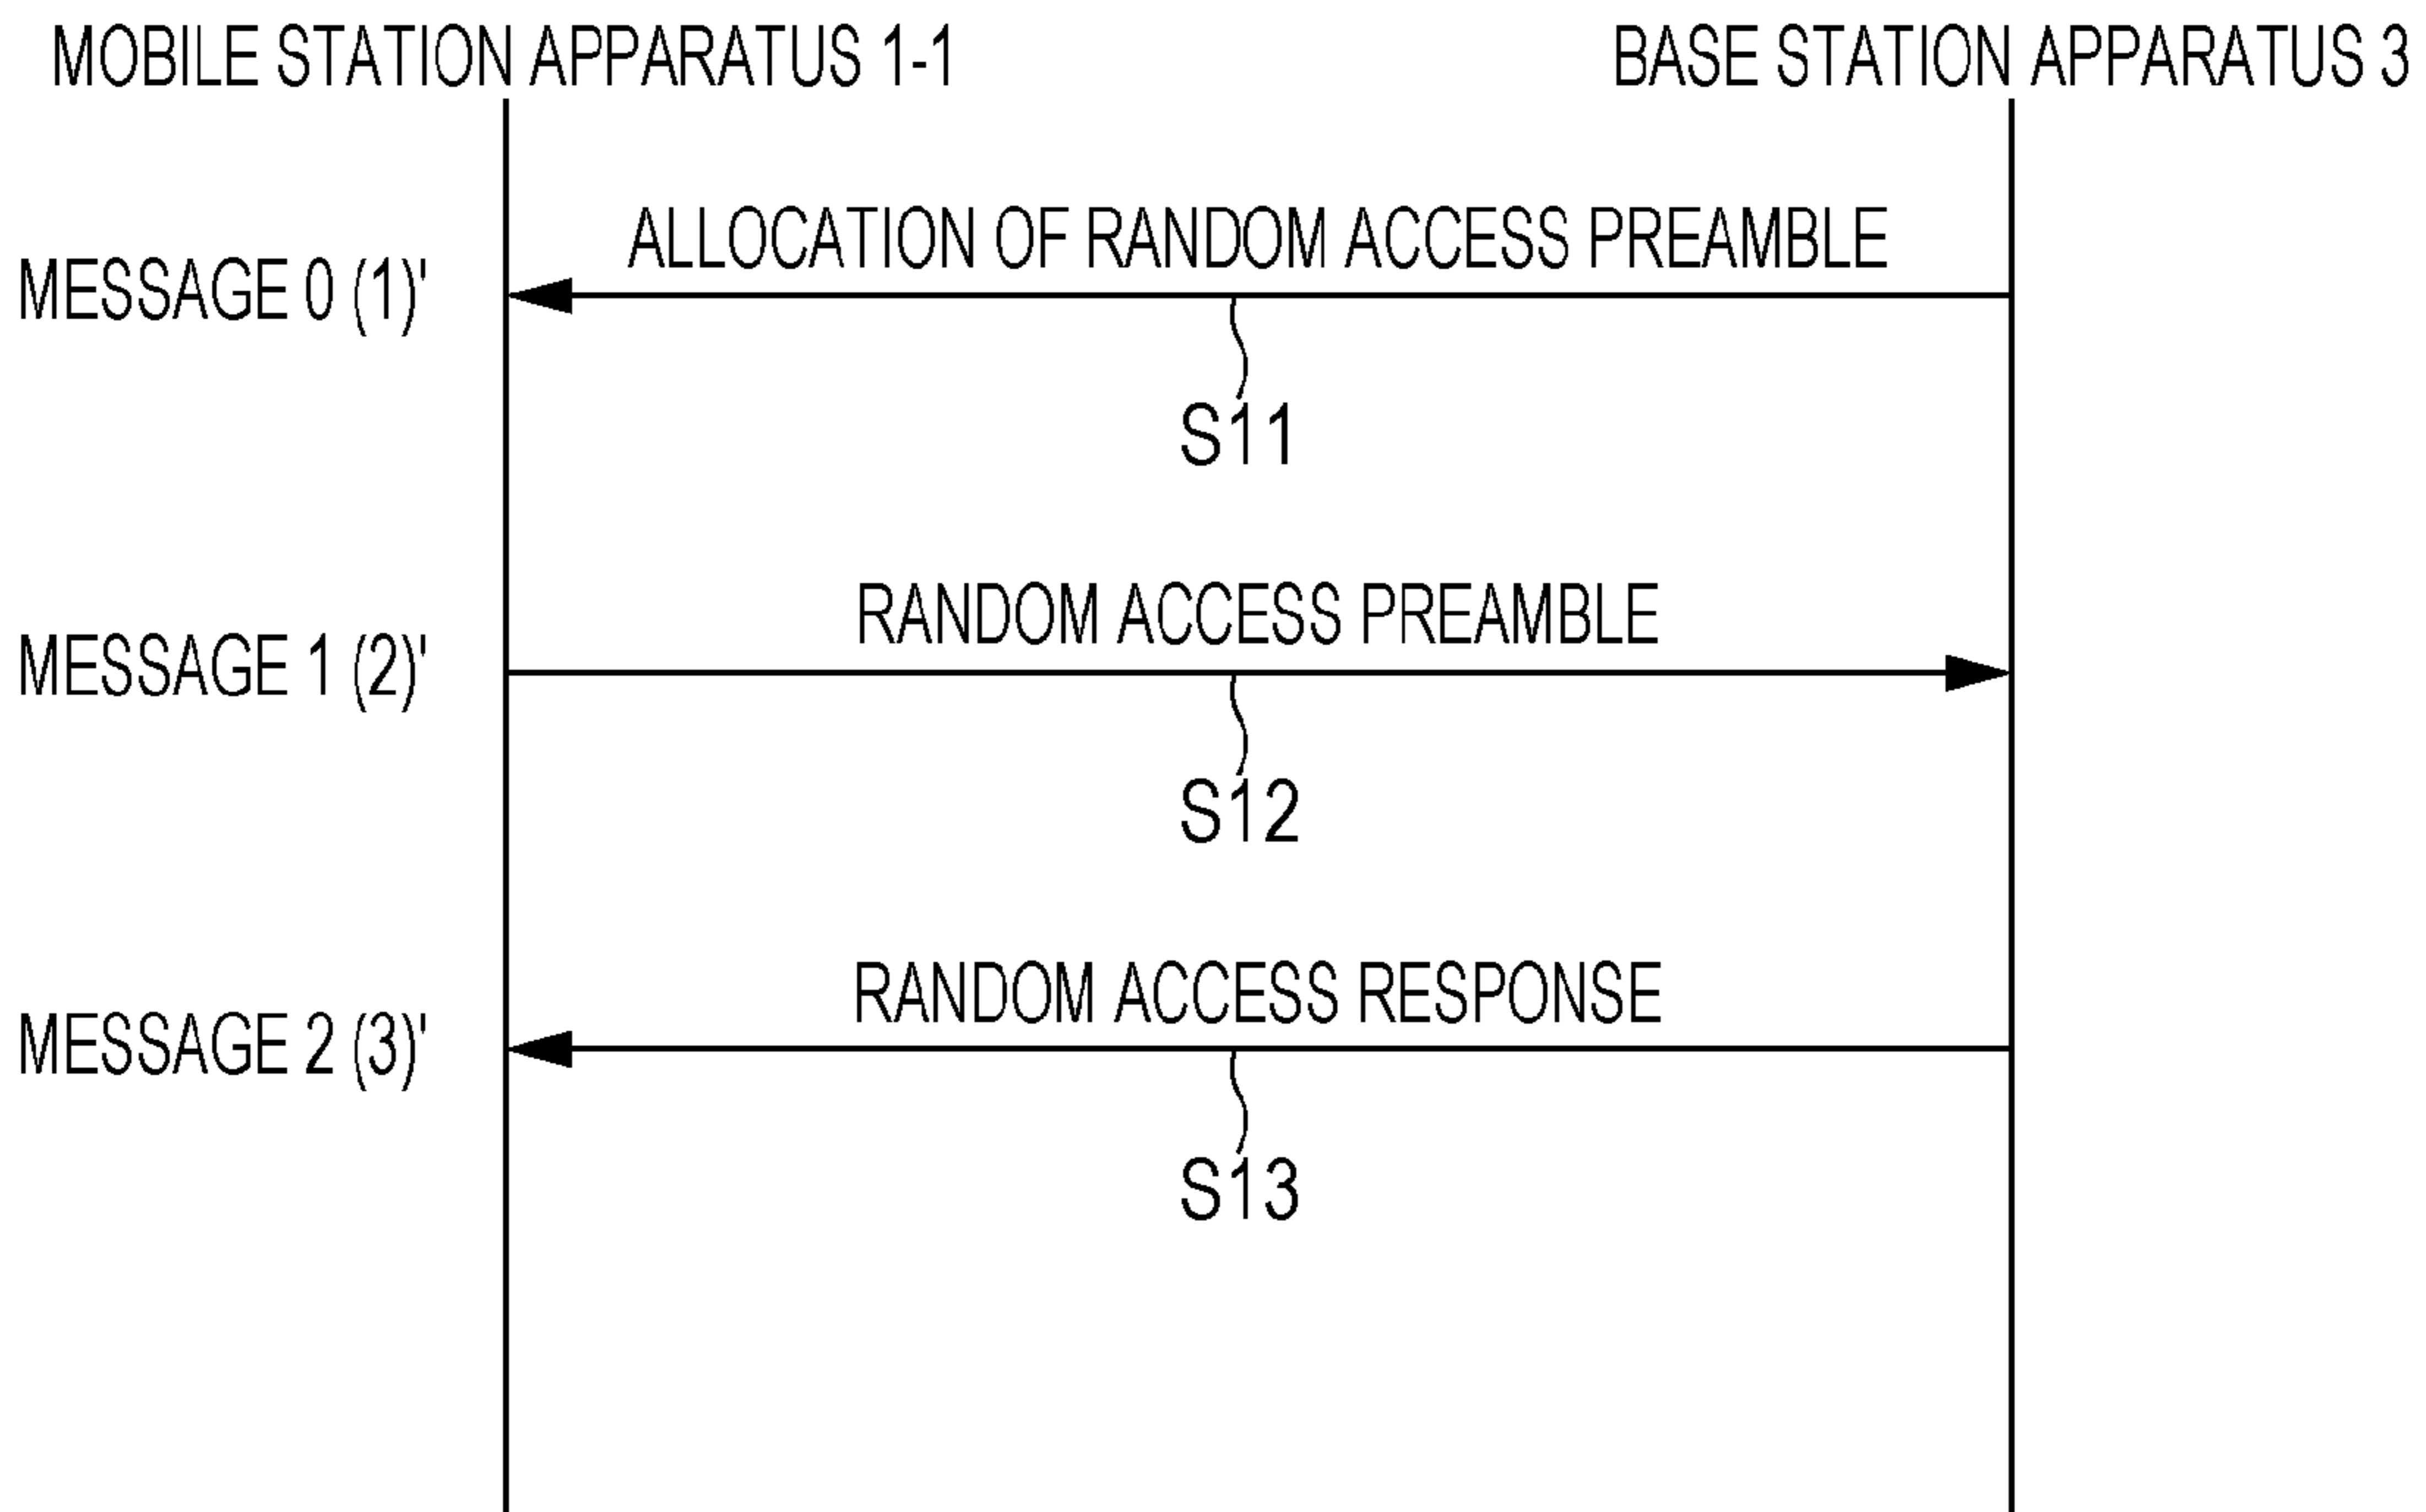 MOBILE STATION APPARATUS 1-1
BASE STATION APPARATUS 3
ALLOCATION OF RANDOM ACCESS PREAMBLE
MESSAGE 0 (1)'
S11
RANDOM ACCESS PREAMBLE
MESSAGE 1 (2)'
S12
RANDOM ACCESS RESPONSE
MESSAGE 2 (3)'
S13